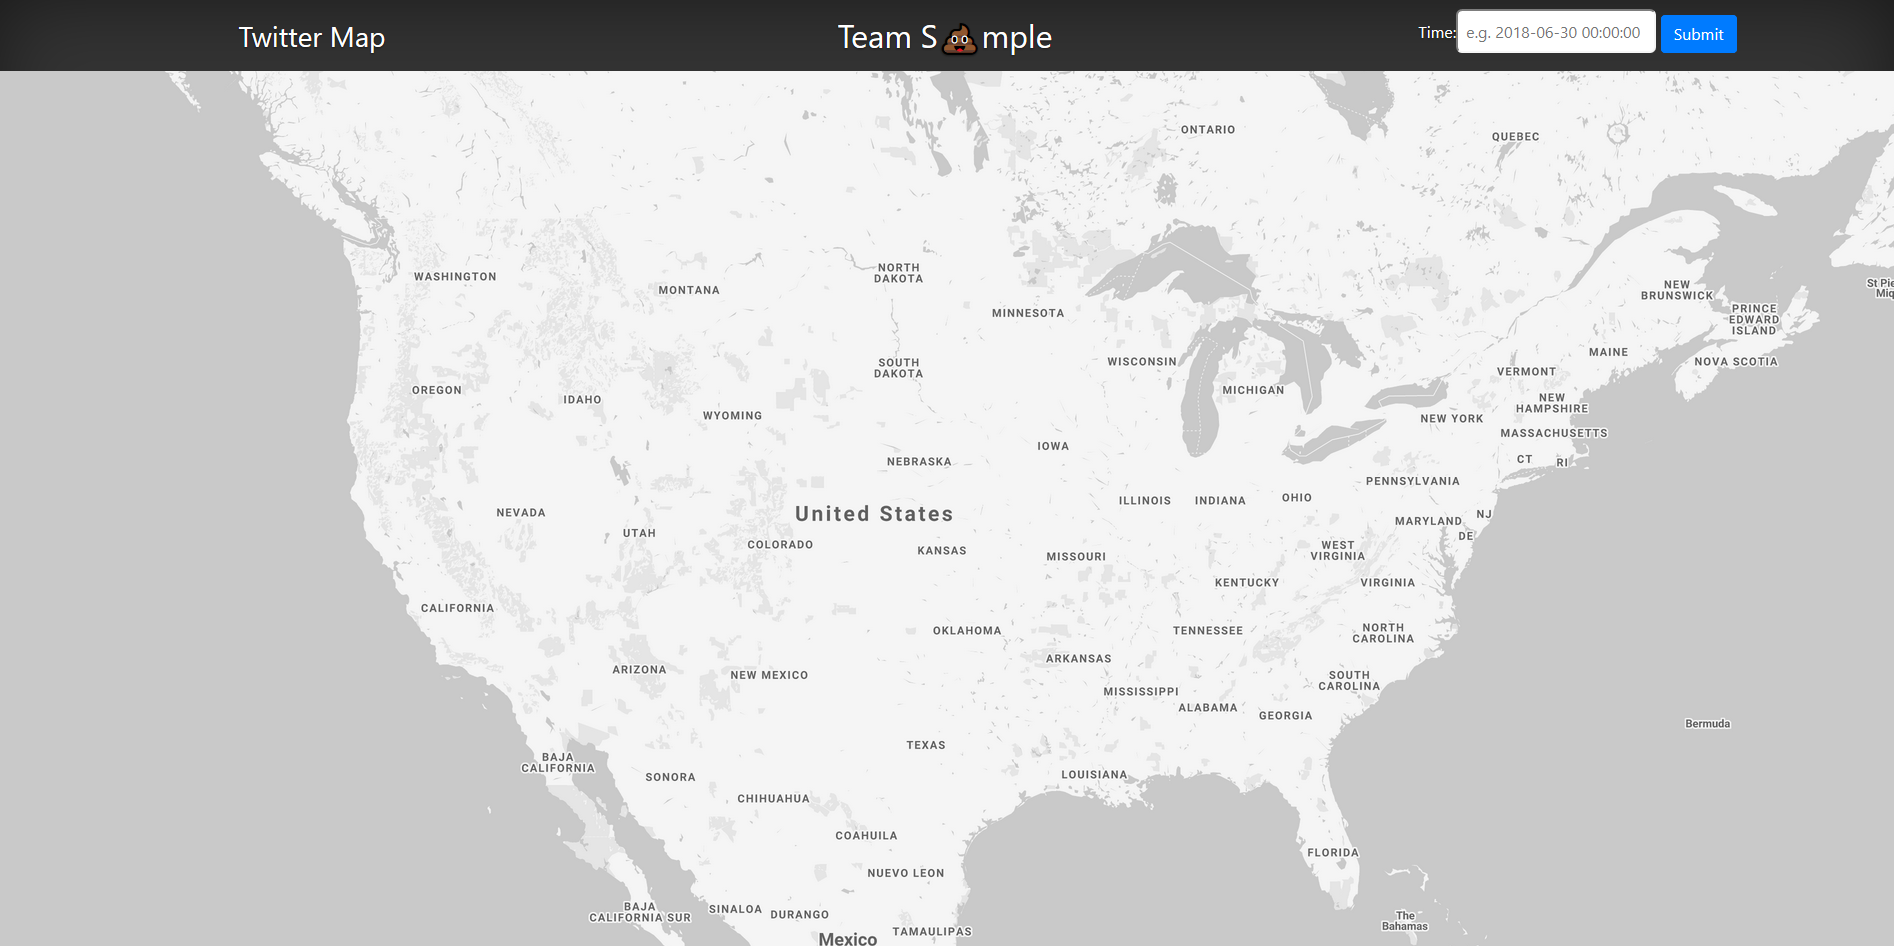 Twitter Map
Team S💩mple
Time:
e.g. 2018-06-30 00:00:00
Submit
ONTARIO
QUEBEC
WASHINGTON
MONTANA
NORTH
DAKOTA
MINNESOTA
NEW
BRUNSWICK
PRINCE
EDWARD
ISLAND
St Pie
Miq
OREGON
IDAHO
WYOMING
SOUTH
DAKOTA
WISCONSIN
MICHIGAN
VERMONT
MAINE
NOVA SCOTIA
NEW
HAMPSHIRE
NEW YORK
MASSACHUSETTS
CT
RI
NEBRASKA
IOWA
PENNSYLVANIA
NEVADA
UTAH
United States
COLORADO
KANSAS
MISSOURI
ILLINOIS
INDIANA
OHIO
MARYLAND
NJ
DE
WEST
VIRGINIA
KENTUCKY
VIRGINIA
CALIFORNIA
OKLAHOMA
TENNESSEE
NORTH
CAROLINA
ARIZONA
NEW MEXICO
ARKANSAS
SOUTH
CAROLINA
MISSISSIPPI
ALABAMA
GEORGIA
Bermuda
BAJA
CALIFORNIA
SONORA
TEXAS
LOUISIANA
CHIHUAHUA
COAHUILA
FLORIDA
NUEVO LEON
BAJA
CALIFORNIA SUR
SINALOA
DURANGO
Mexico
TAMAULIPAS
The
Bahamas